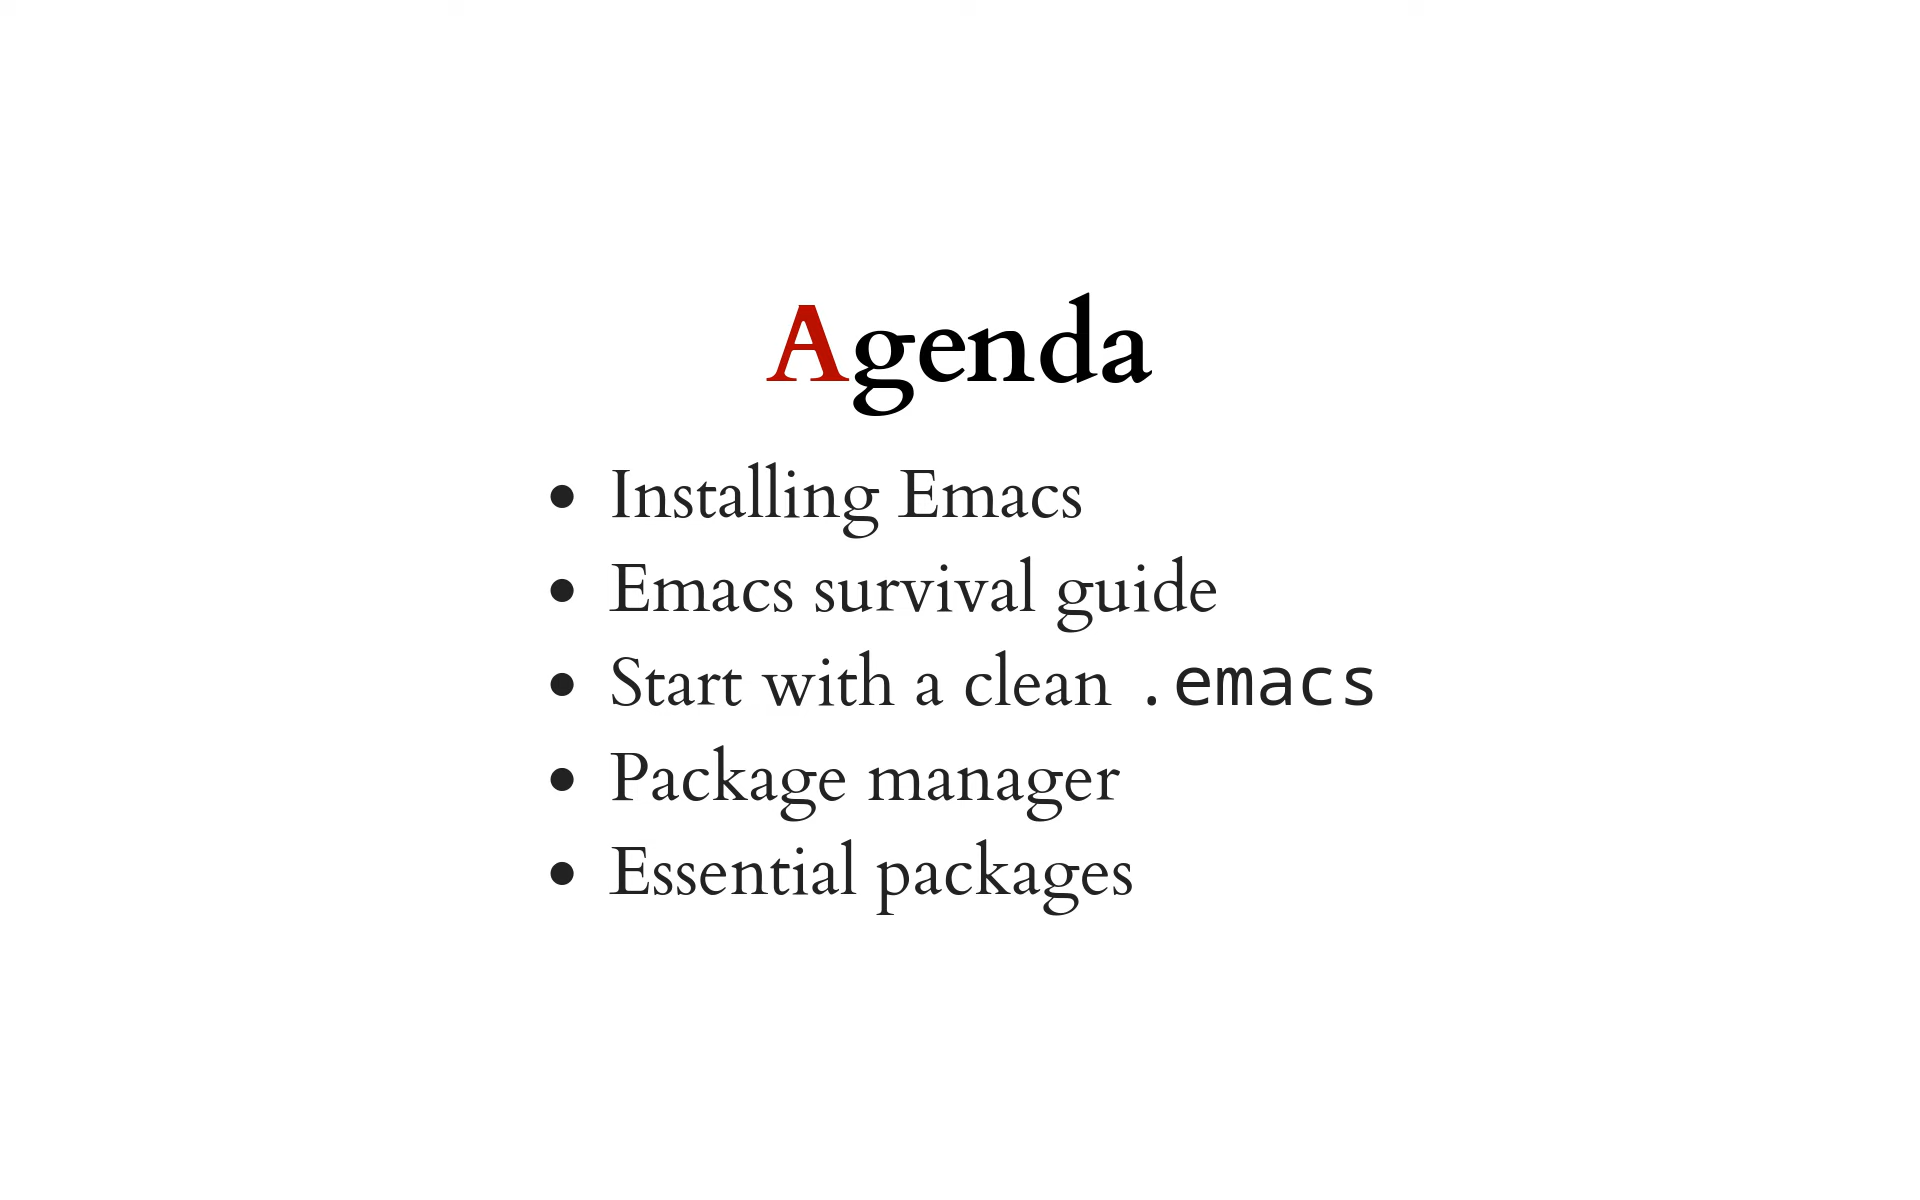 Agenda
• Installing Emacs
• Emacs survival guide
• Start with a clean .emacs
• Package manager
• Essential packages